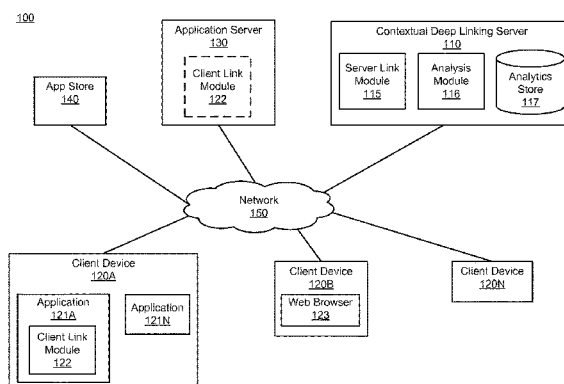 100
App Store
140
Application Server
130
Client Link
Module
122
Contextual Deep Linking Server
110
Server Link
Module
115
Analysis
Module
116
Analytics
Store
117
Network
150
Client Device
120A
Application
121A
Client Link
Module
122
Application
121N
Client Device
120B
Web Browser
123
Client Device
120N